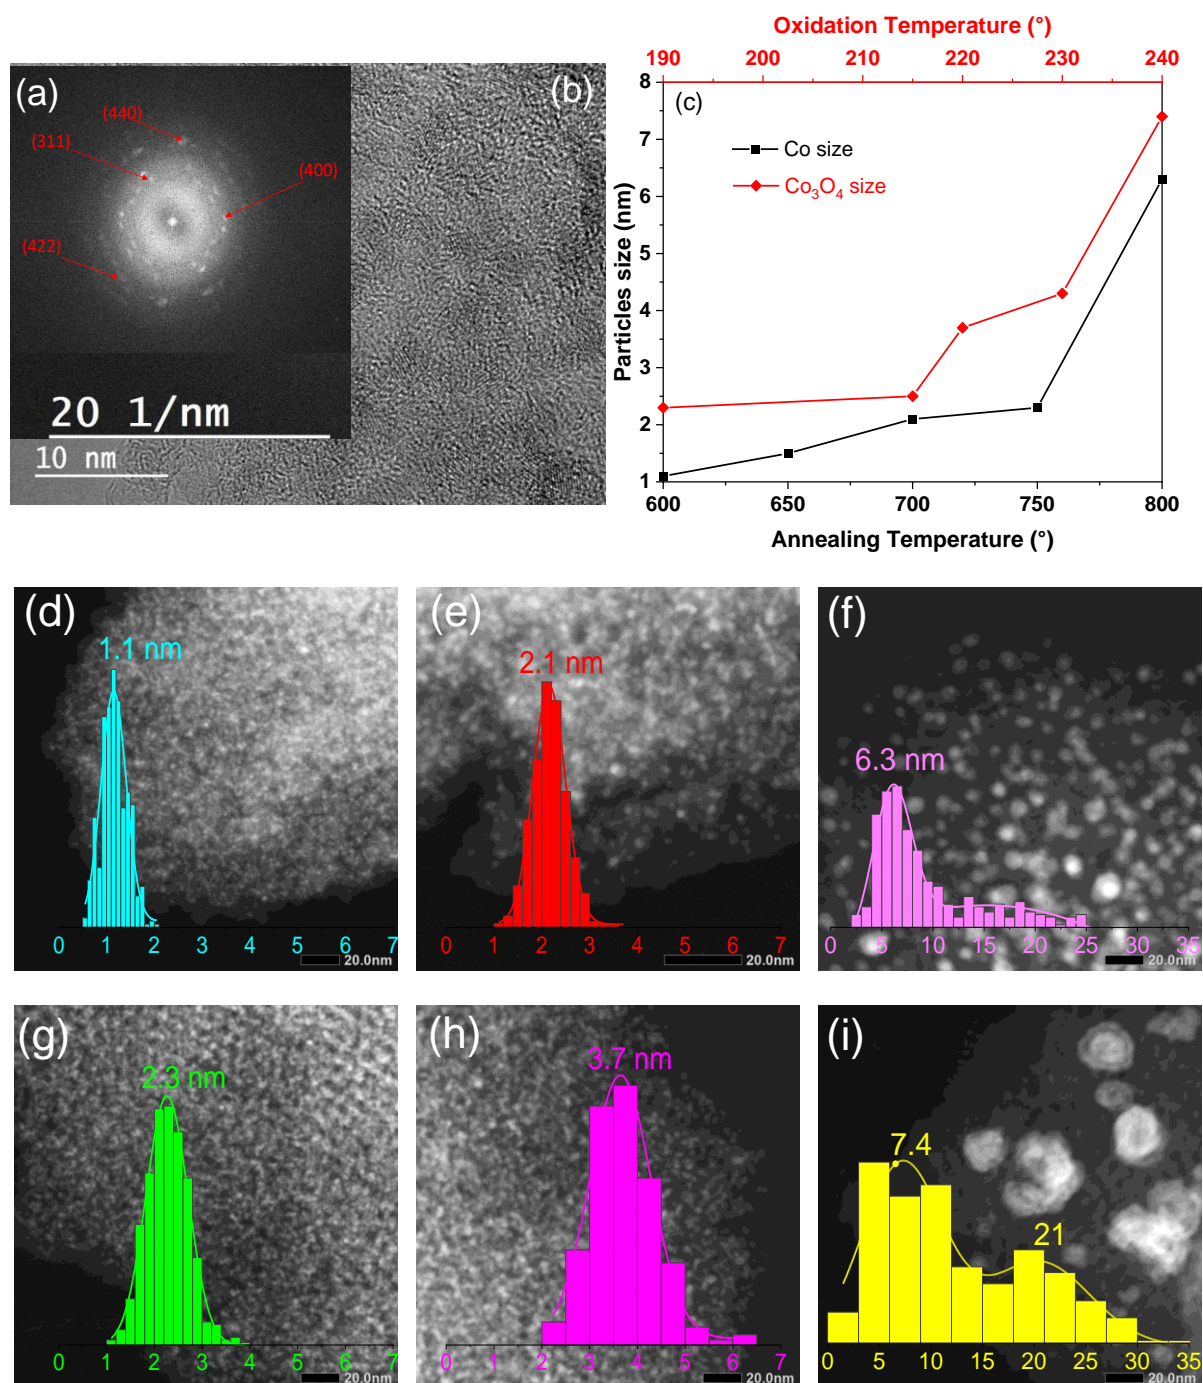 (a)
(b)
(440)
(311)
(400)
(422)
20 1/nm
10 nm
Oxidation Temperature (°)
190 200 210 220 230 240
(c)
Co size
Co₃O₄ size
Particles size (nm)
8
7
6
5
4
3
2
1
600 650 700 750 800
Annealing Temperature (°)
(d)
1.1 nm
0 1 2 3 4 5 6 7
20.0nm
(e)
2.1 nm
0 1 2 3 4 5 6 7
20.0nm
(f)
6.3 nm
0 5 10 15 20 25 30 35
20.0nm
(g)
2.3 nm
0 1 2 3 4 5 6 7
20.0nm
(h)
3.7 nm
0 1 2 3 4 5 6 7
20.0nm
(i)
7.4
21
0 5 10 15 20 25 30 35
20.0nm